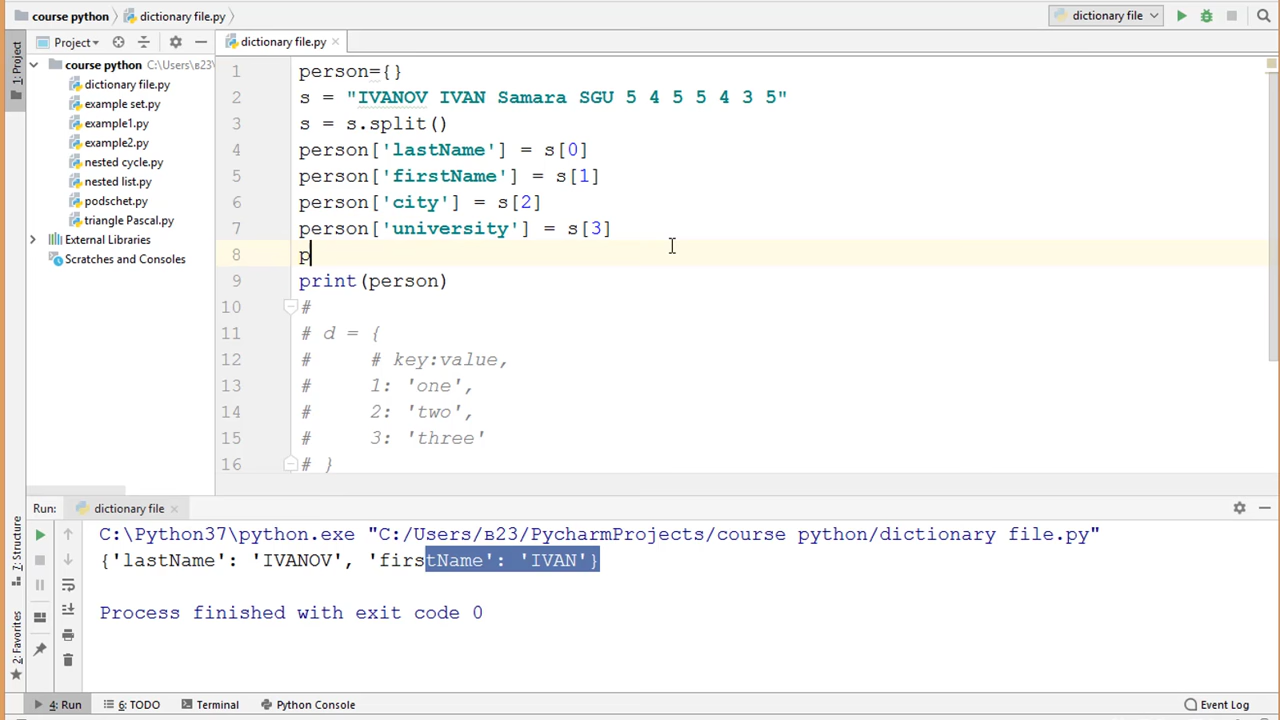 course python dictionary file.py dictionary file
Project dictionary file.py
1: Project
course python C:\Users\в23\
dictionary file.py
example set.py
example1.py
example2.py
nested cycle.py
nested list.py
podschet.py
triangle Pascal.py
External Libraries
Scratches and Consoles
1 person={}
2 s = "IVANOV IVAN Samara SGU 5 4 5 5 4 3 5"
3 s = s.split()
4 person['lastName'] = s[0]
5 person['firstName'] = s[1]
6 person['city'] = s[2]
7 person['university'] = s[3]
8 p
9 print(person)
10 #
11 # d = {
12 # # key:value,
13 # 1: 'one',
14 # 2: 'two',
15 # 3: 'three'
16 # }
Run: dictionary file
C:\Python37\python.exe "C:/Users/в23/PycharmProjects/course python/dictionary file.py"
{'lastName': 'IVANOV', 'firstName': 'IVAN'}
Process finished with exit code 0
7: Structure
2: Favorites
4: Run 6: TODO Terminal Python Console Event Log